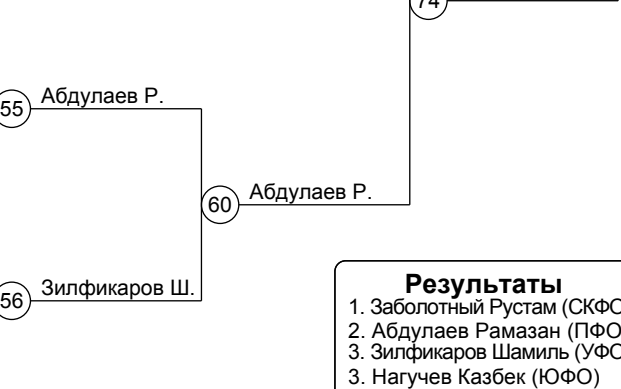 74
Абдулаев Р.
55
Абдулаев Р.
60
Зилфикаров Ш.
56
Результаты
1. Заболотный Рустам (СКФО
2. Абдулаев Рамазан (ПФО
3. Зилфикаров Шамиль (УФО
3. Нагучев Казбек (ЮФО)